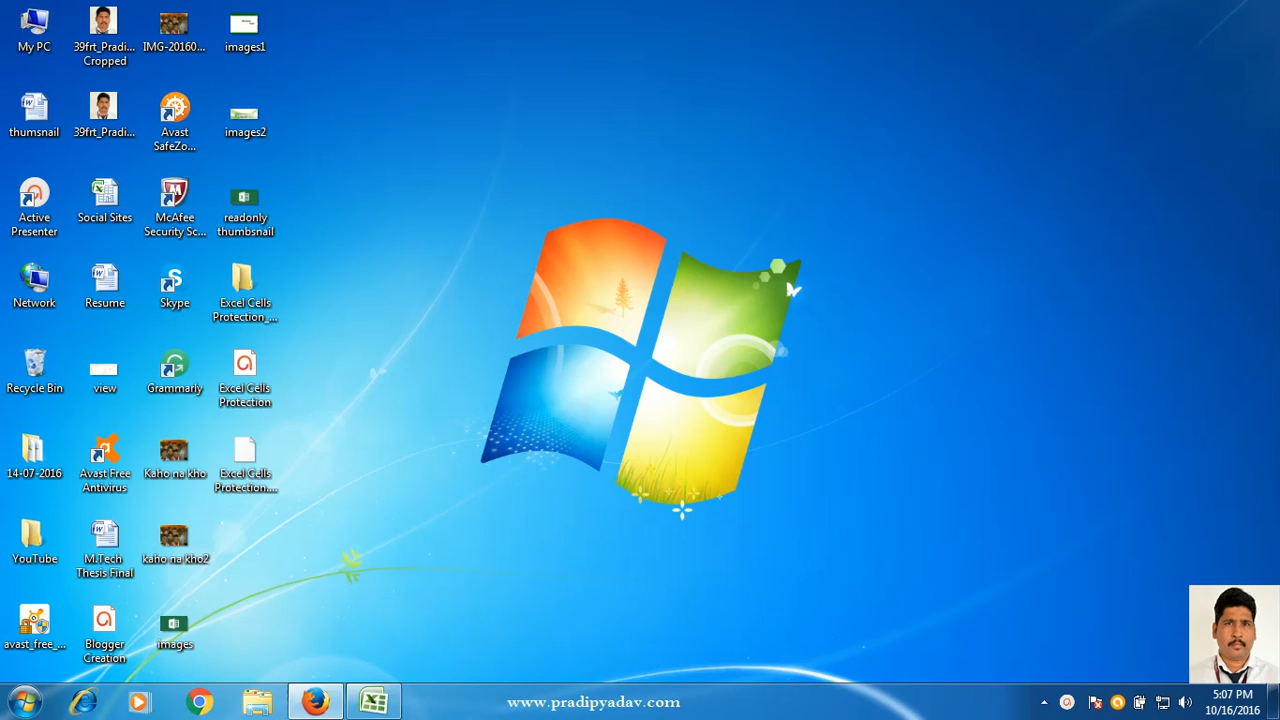 My PC
39frt_Pradi...
Cropped
IMG-20160...
images1
thumsnail
39frt_Pradi...
Avast
SafeZo...
images2
Active
Presenter
Social Sites
McAfee
Security Sc...
readonly
thumbsnail
Network
Resume
Skype
Excel Cells
Protection_...
Recycle Bin
view
Grammarly
Excel Cells
Protection
14-07-2016
Avast Free
Antivirus
Kaho na kho
Excel Cells
Protection....
YouTube
M.Tech
Thesis Final
kaho na kho2
avast_free_...
Blogger
Creation
images
www.pradipyadav.com
5:07 PM
10/16/2016